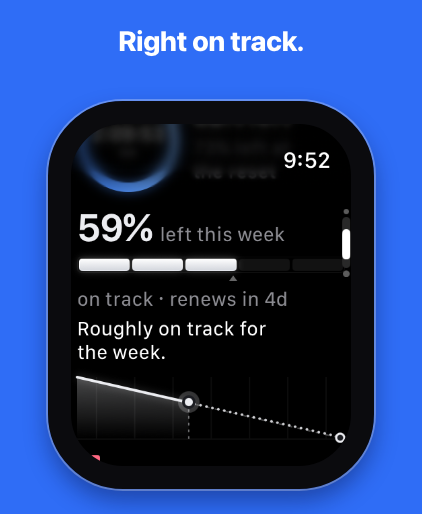 Right on track.
9:52
59% left this week
on track · renews in 4d
Roughly on track for
the week.